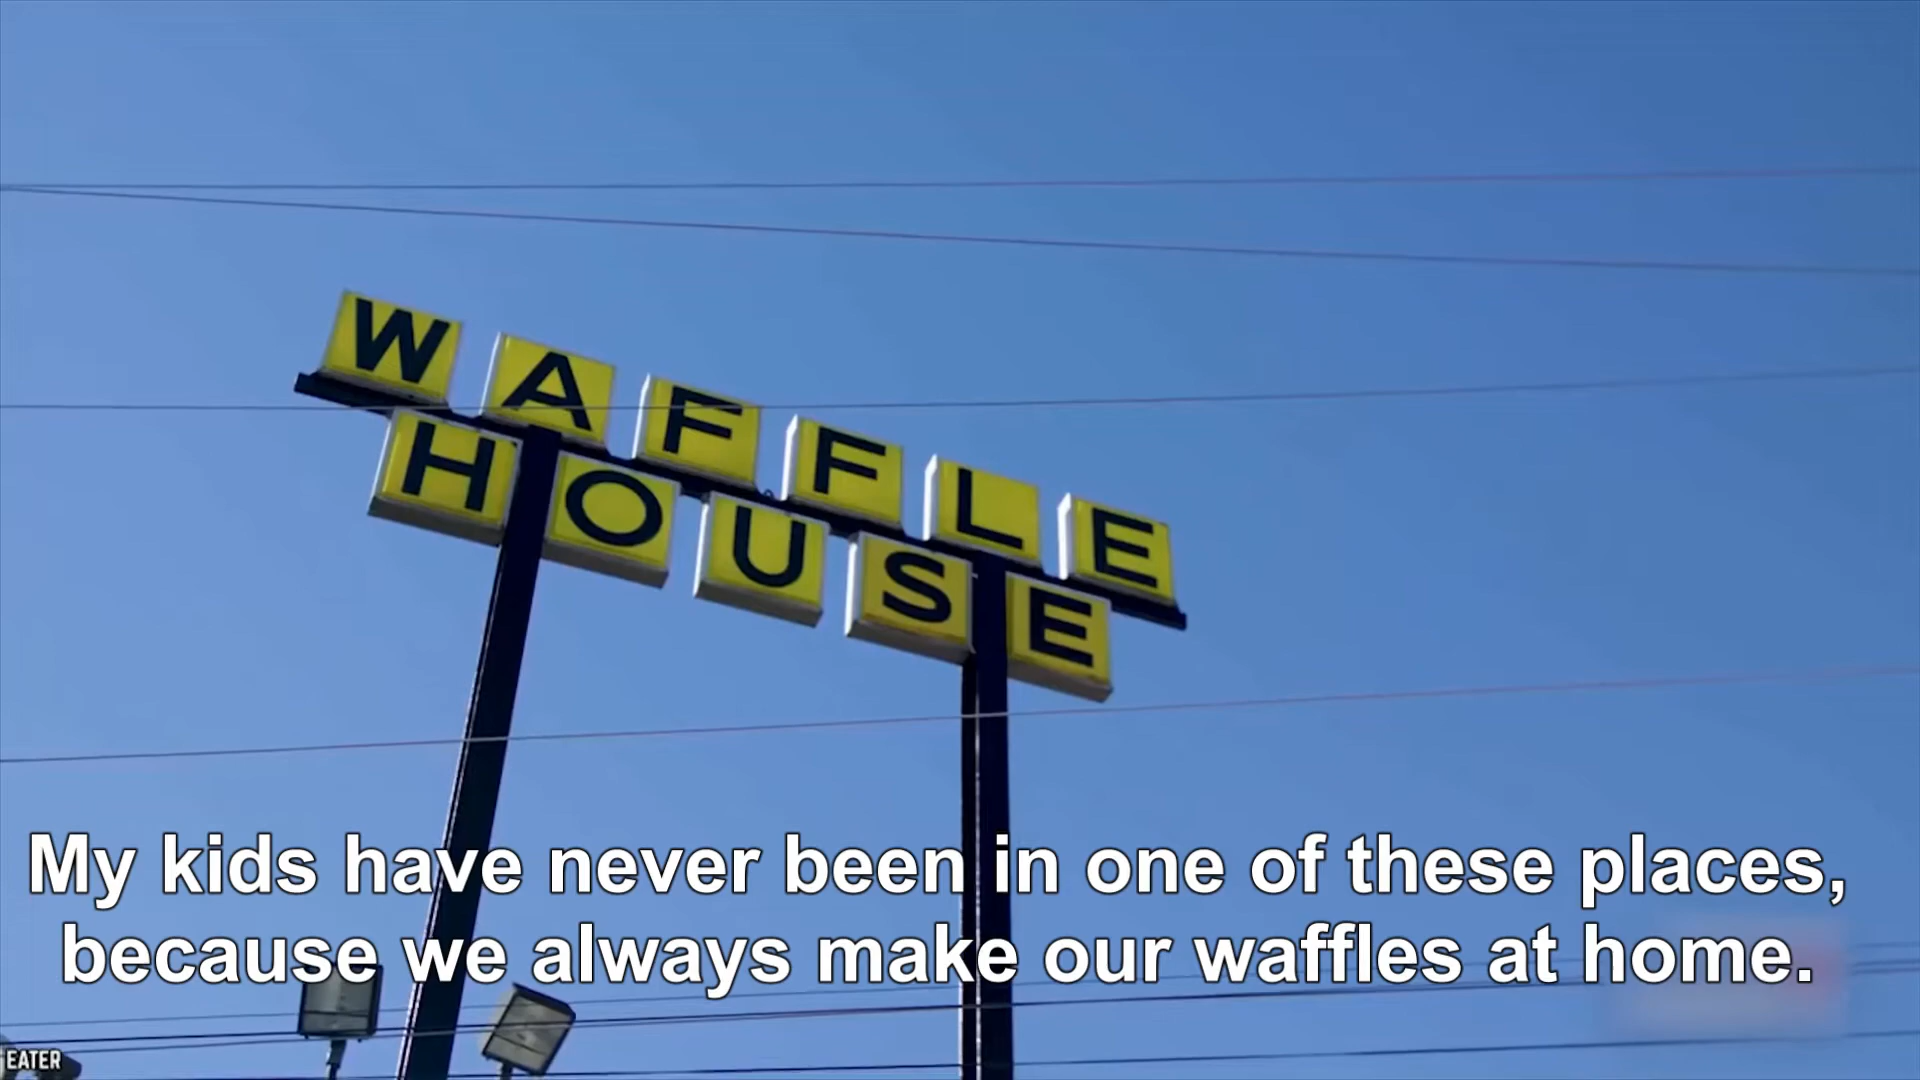 WAFFLE
HOUSE
My kids have never been in one of these places,
because we always make our waffles at home.
EATER